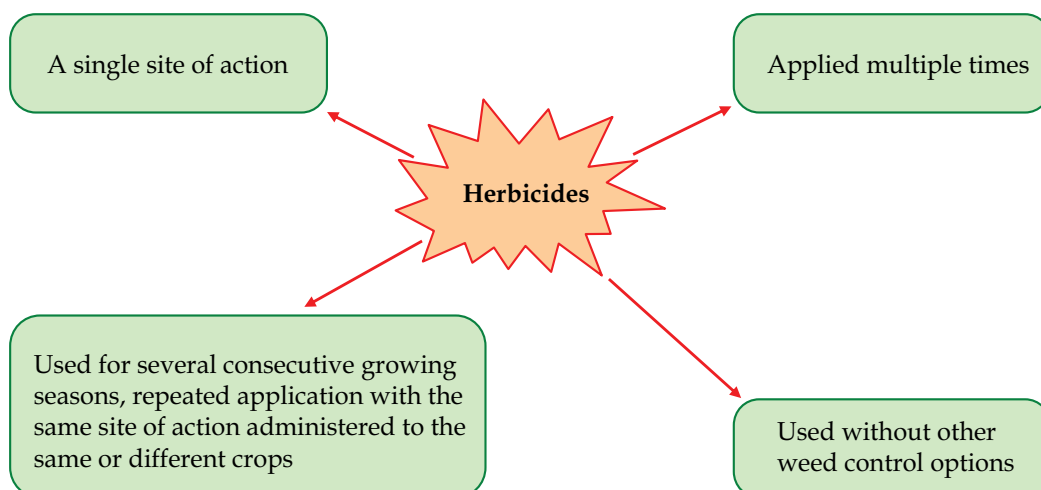 A single site of action
Applied multiple times
Herbicides
Used for several consecutive growing
seasons, repeated application with the
same site of action administered to the
same or different crops
Used without other
weed control options